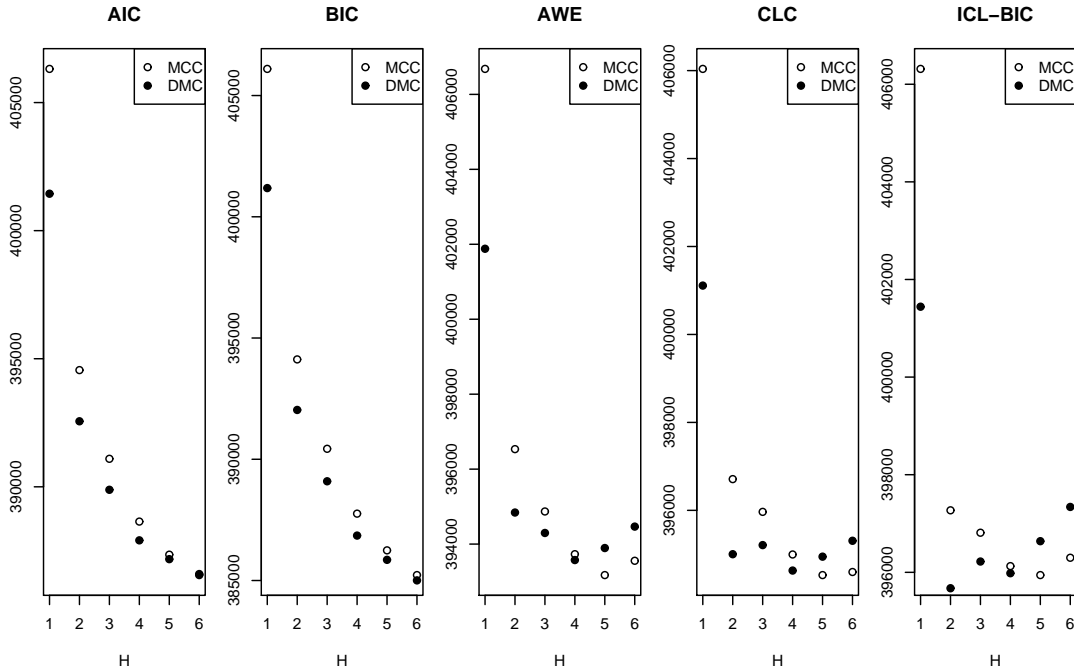 AIC
MCC
DMC
405000
400000
395000
390000
1 2 3 4 5 6
H
BIC
MCC
DMC
405000
400000
395000
390000
385000
1 2 3 4 5 6
H
AWE
MCC
DMC
406000
404000
402000
400000
398000
396000
394000
1 2 3 4 5 6
H
CLC
MCC
DMC
406000
404000
402000
400000
398000
396000
1 2 3 4 5 6
H
ICL−BIC
MCC
DMC
406000
404000
402000
400000
398000
396000
1 2 3 4 5 6
H